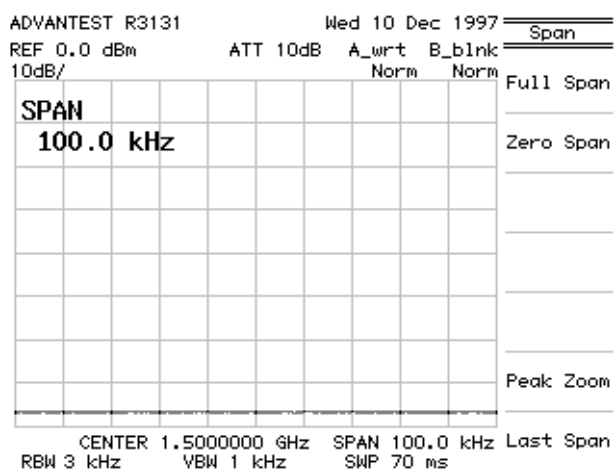 ADVANTEST R3131 Wed 10 Dec 1997
REF 0.0 dBm ATT 10dB A_wrt B_blnk
10dB/ Norm Norm
SPAN
100.0 kHz
CENTER 1.5000000 GHz SPAN 100.0 kHz
RBW 3 kHz VBW 1 kHz SWP 70 ms
Span
Full Span
Zero Span
Peak Zoom
Last Span